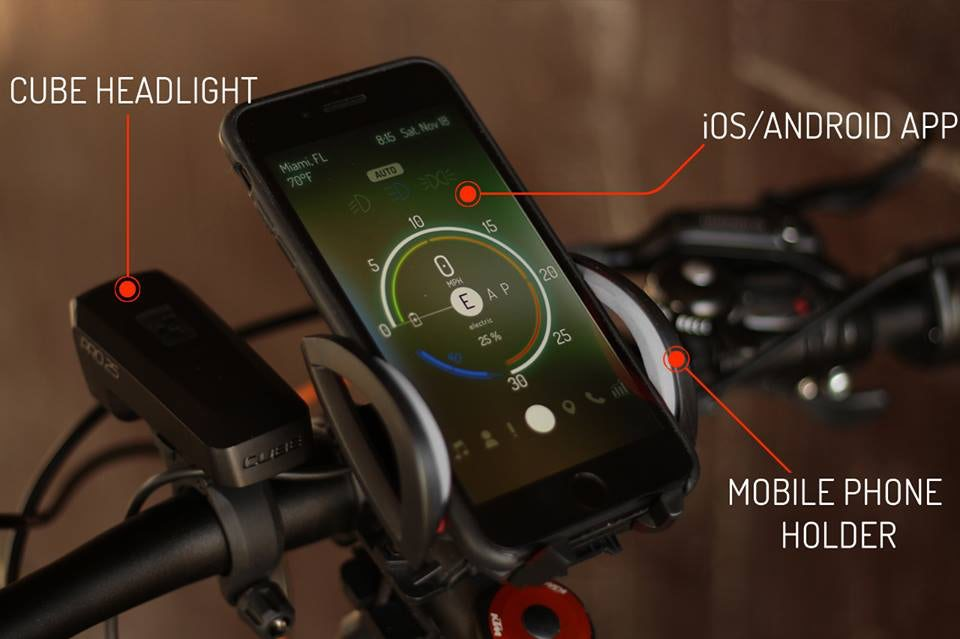 CUBE HEADLIGHT
iOS/ANDROID APP
Miami, FL
70°F
8:15 Sat, Nov 18
AUTO
0
5
10
15
20
25
30
0
MPH
E A P
electric
25%
PRO 25
CUBE
MOBILE PHONE
HOLDER